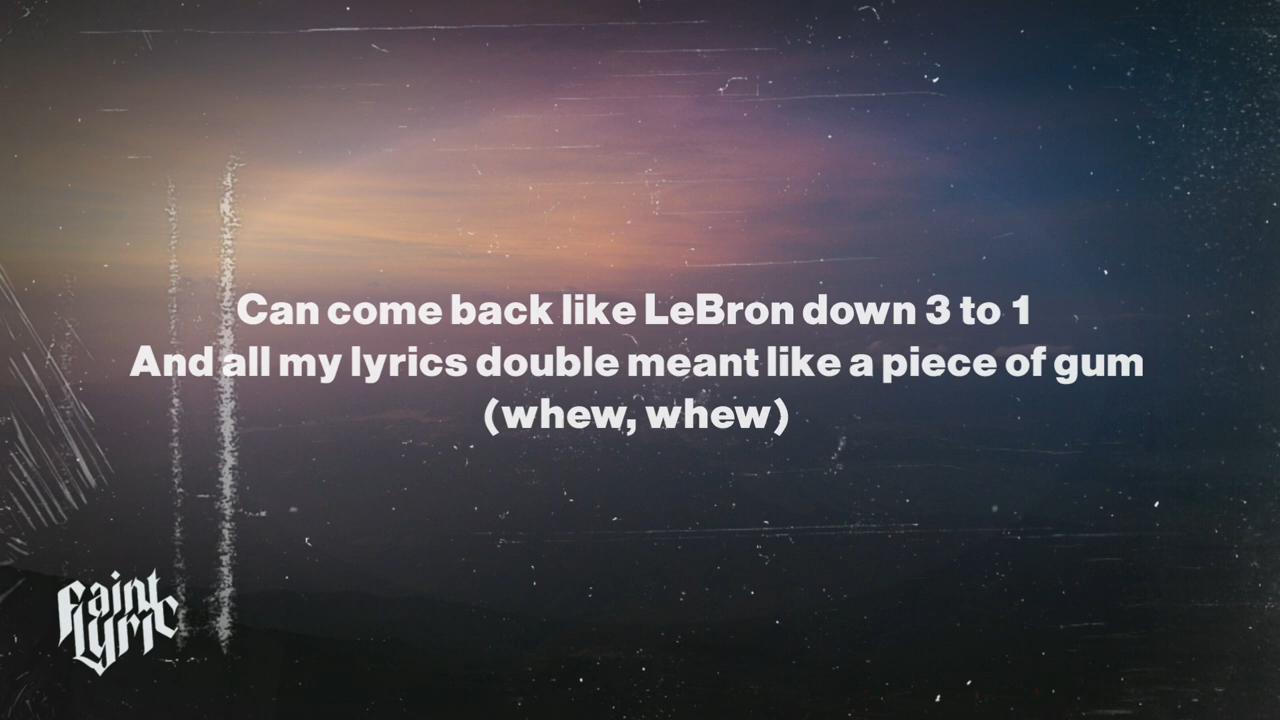 Can come back like LeBron down 3 to 1
And all my lyrics double meant like a piece of gum
(whew, whew)
Faint
Lyric